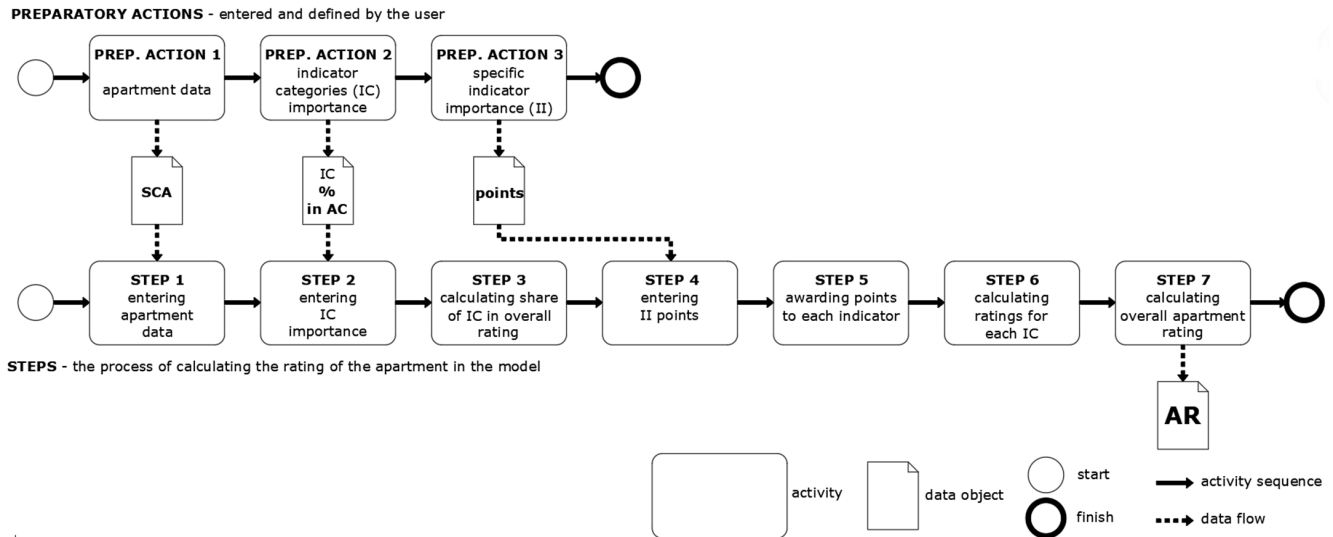 PREPARATORY ACTIONS - entered and defined by the user
PREP. ACTION 1
apartment data
PREP. ACTION 2
indicator
categories (IC)
importance
PREP. ACTION 3
specific
indicator
importance (II)
SCA
IC
%
in AC
points
STEP 1
entering
apartment
data
STEP 2
entering
IC
importance
STEP 3
calculating share
of IC in overall
rating
STEP 4
entering
II points
STEP 5
awarding points
to each indicator
STEP 6
calculating
ratings for
each IC
STEP 7
calculating
overall apartment
rating
STEPS - the process of calculating the rating of the apartment in the model
AR
activity
data object
start
finish
activity sequence
data flow